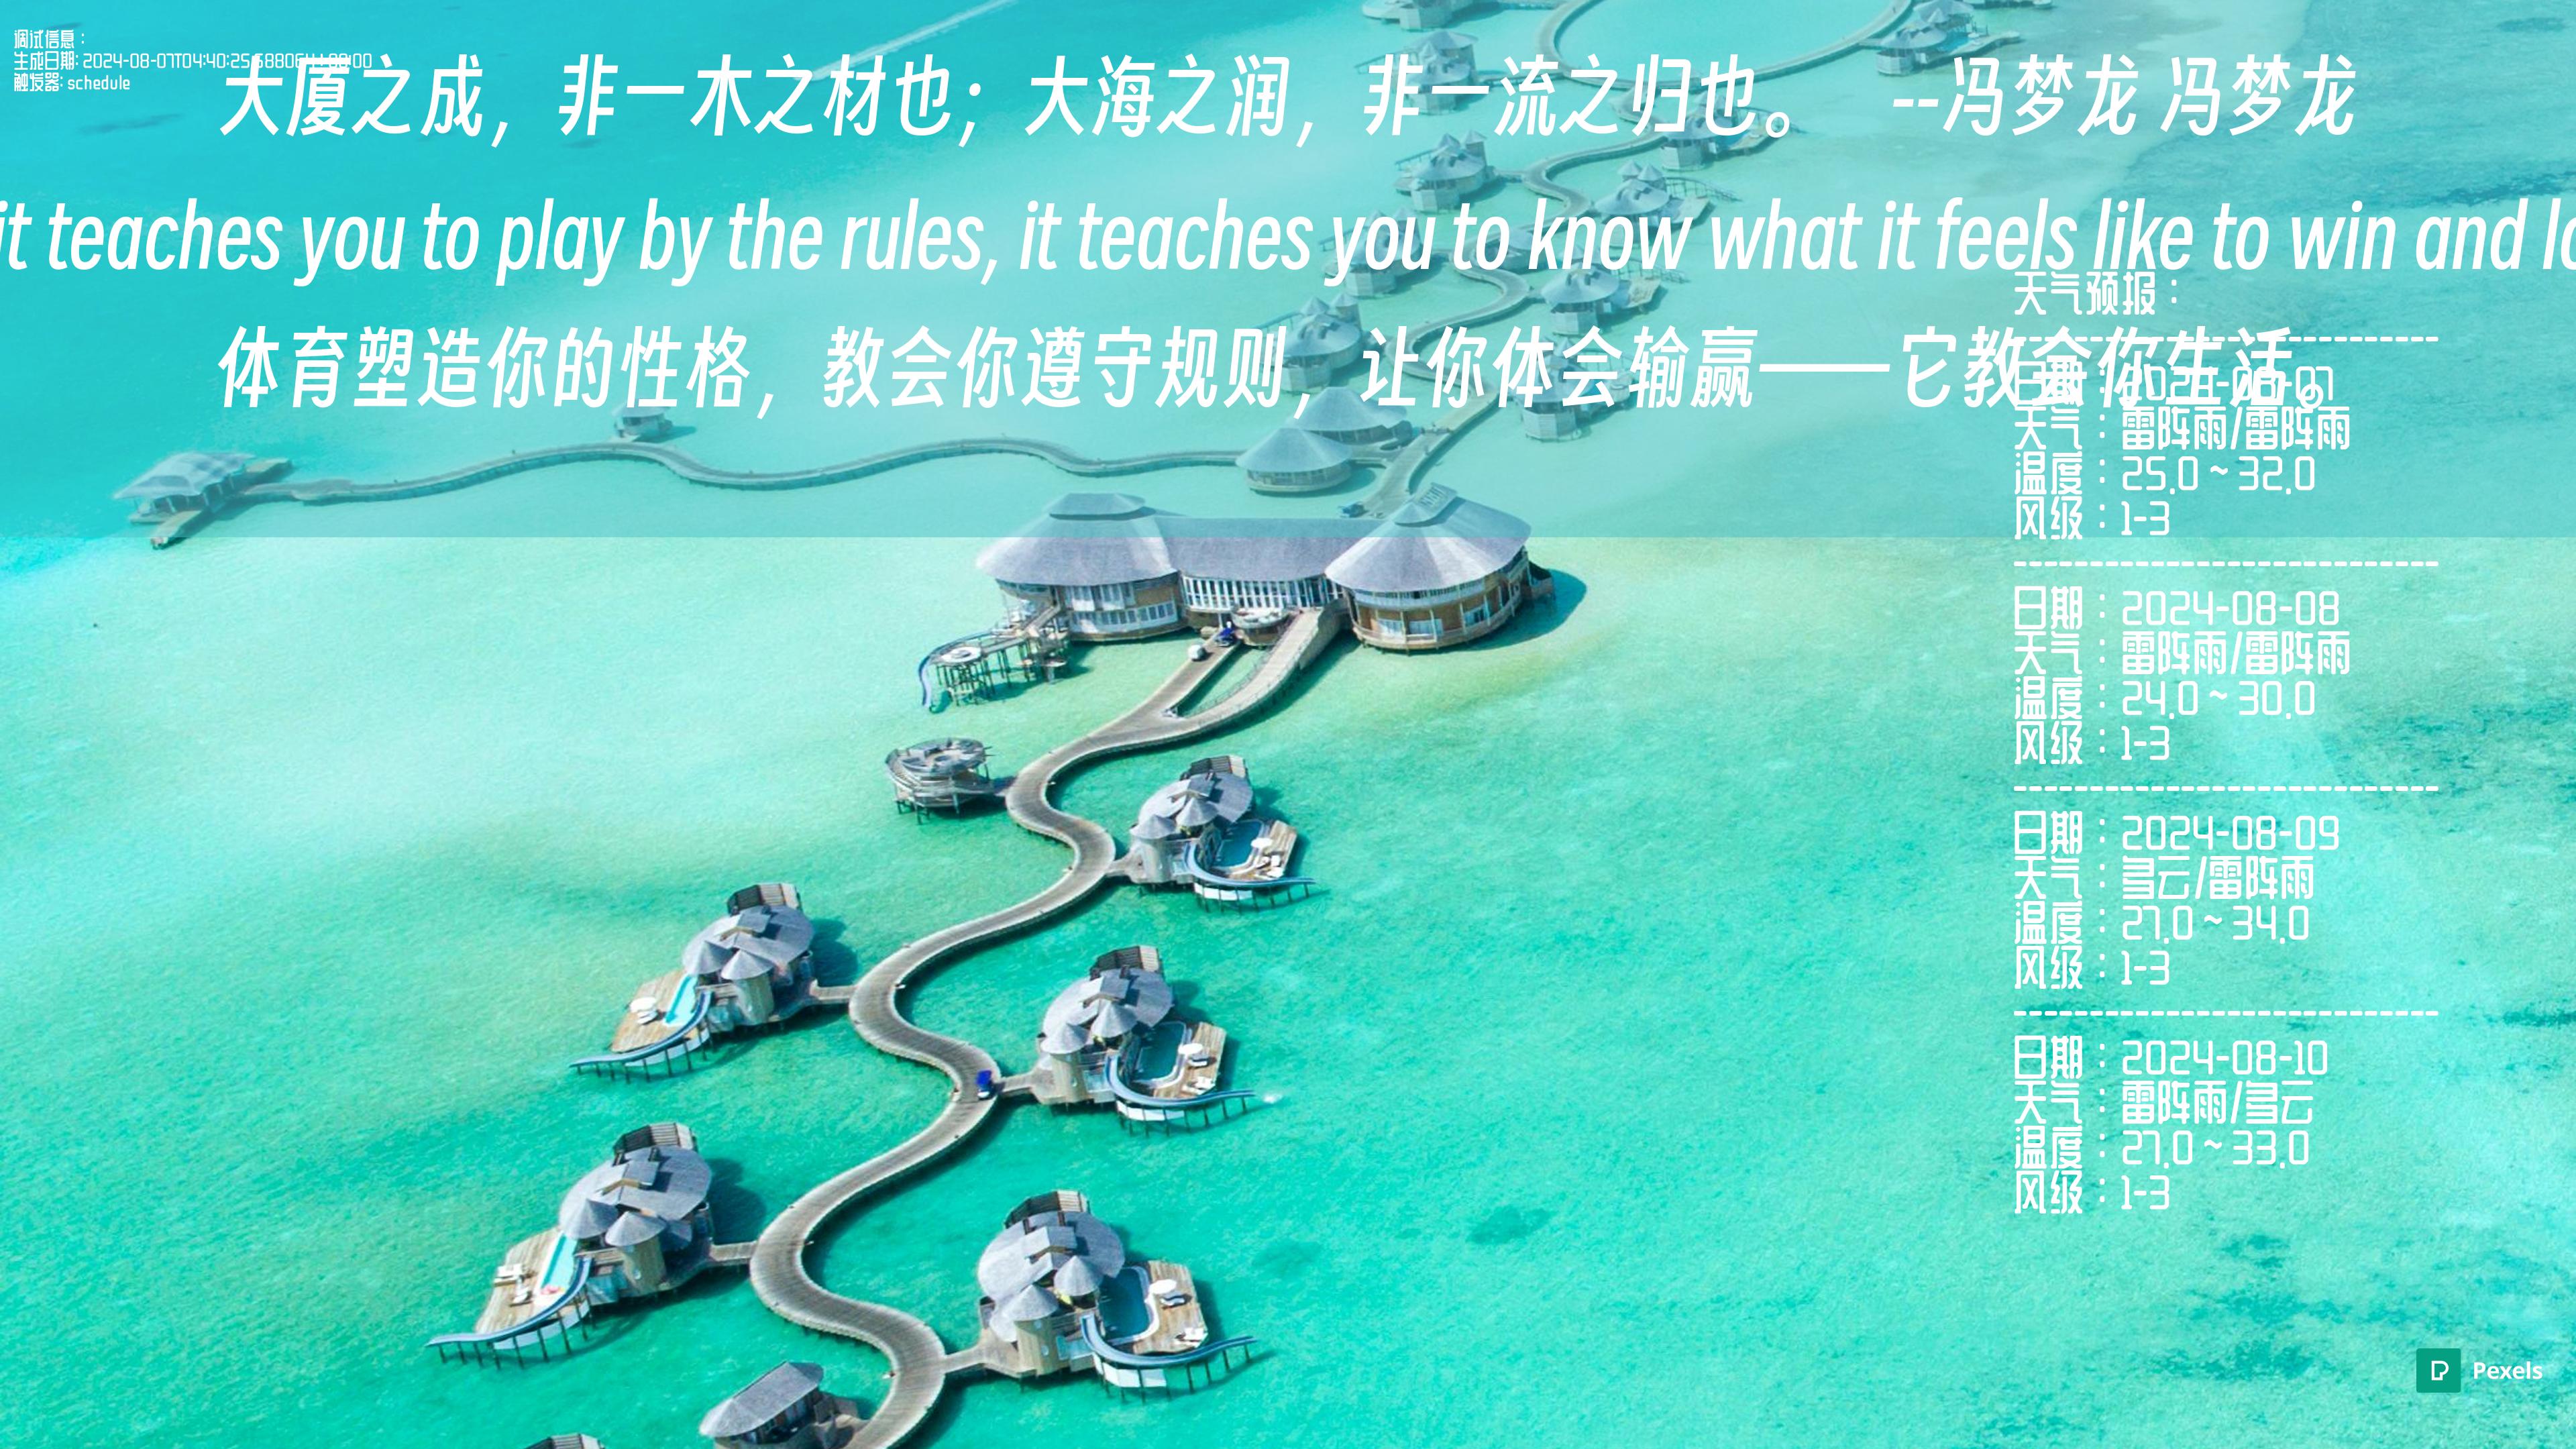 调试信息：
生成日期: 2024-08-07T04:40:25.688064+08:00
触发器: schedule
大厦之成，非一木之材也；大海之润，非一流之归也。 --冯梦龙 冯梦龙
it teaches you to play by the rules, it teaches you to know what it feels like to win and lo
体育塑造你的性格，教会你遵守规则，让你体会输赢——它教会你生活。
天气预报：
----------------------------
日期：2024-08-07
天气：雷阵雨/雷阵雨
温度：25.0 ~ 32.0
风级：1-3
----------------------------
日期：2024-08-08
天气：雷阵雨/雷阵雨
温度：24.0 ~ 30.0
风级：1-3
----------------------------
日期：2024-08-09
天气：多云/雷阵雨
温度：27.0 ~ 34.0
风级：1-3
----------------------------
日期：2024-08-10
天气：雷阵雨/多云
温度：27.0 ~ 33.0
风级：1-3
Pexels